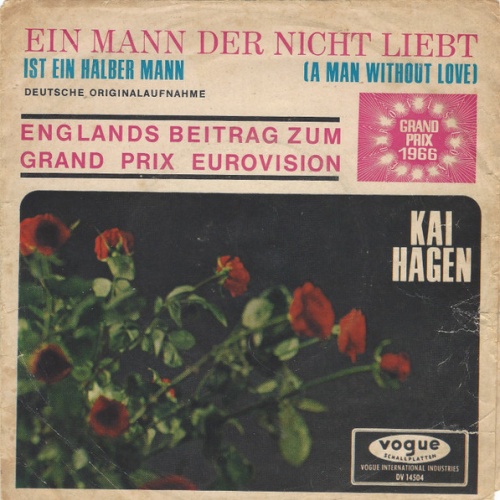 EIN MANN DER NICHT LIEBT
IST EIN HALBER MANN (A MAN WITHOUT LOVE)
DEUTSCHE ORIGINALAUFNAHME
ENGLANDS BEITRAG ZUM
GRAND PRIX EUROVISION
GRAND
PRIX
1966
KAI
HAGEN
vogue
SCHALLPLATTEN
VOGUE INTERNATIONAL INDUSTRIES
DV 14504